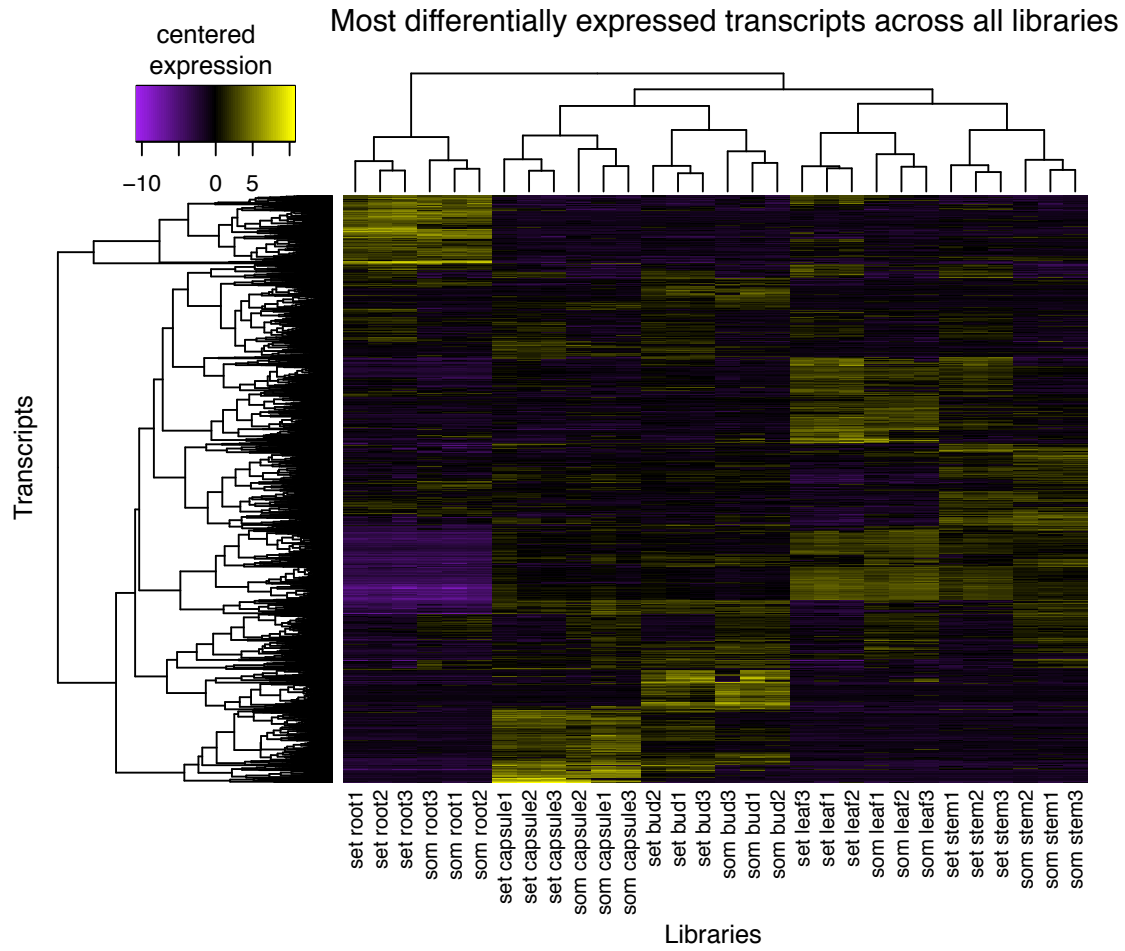 Most differentially expressed transcripts across all libraries
centered
expression
−10 0 5
Transcripts
set root1
set root2
set root3
som root3
som root1
som root2
set capsule1
set capsule2
set capsule3
som capsule2
som capsule1
som capsule3
set bud2
set bud1
set bud3
som bud3
som bud1
som bud2
set leaf3
set leaf1
set leaf2
som leaf1
som leaf2
som leaf3
set stem1
set stem2
set stem3
som stem2
som stem1
som stem3
Libraries